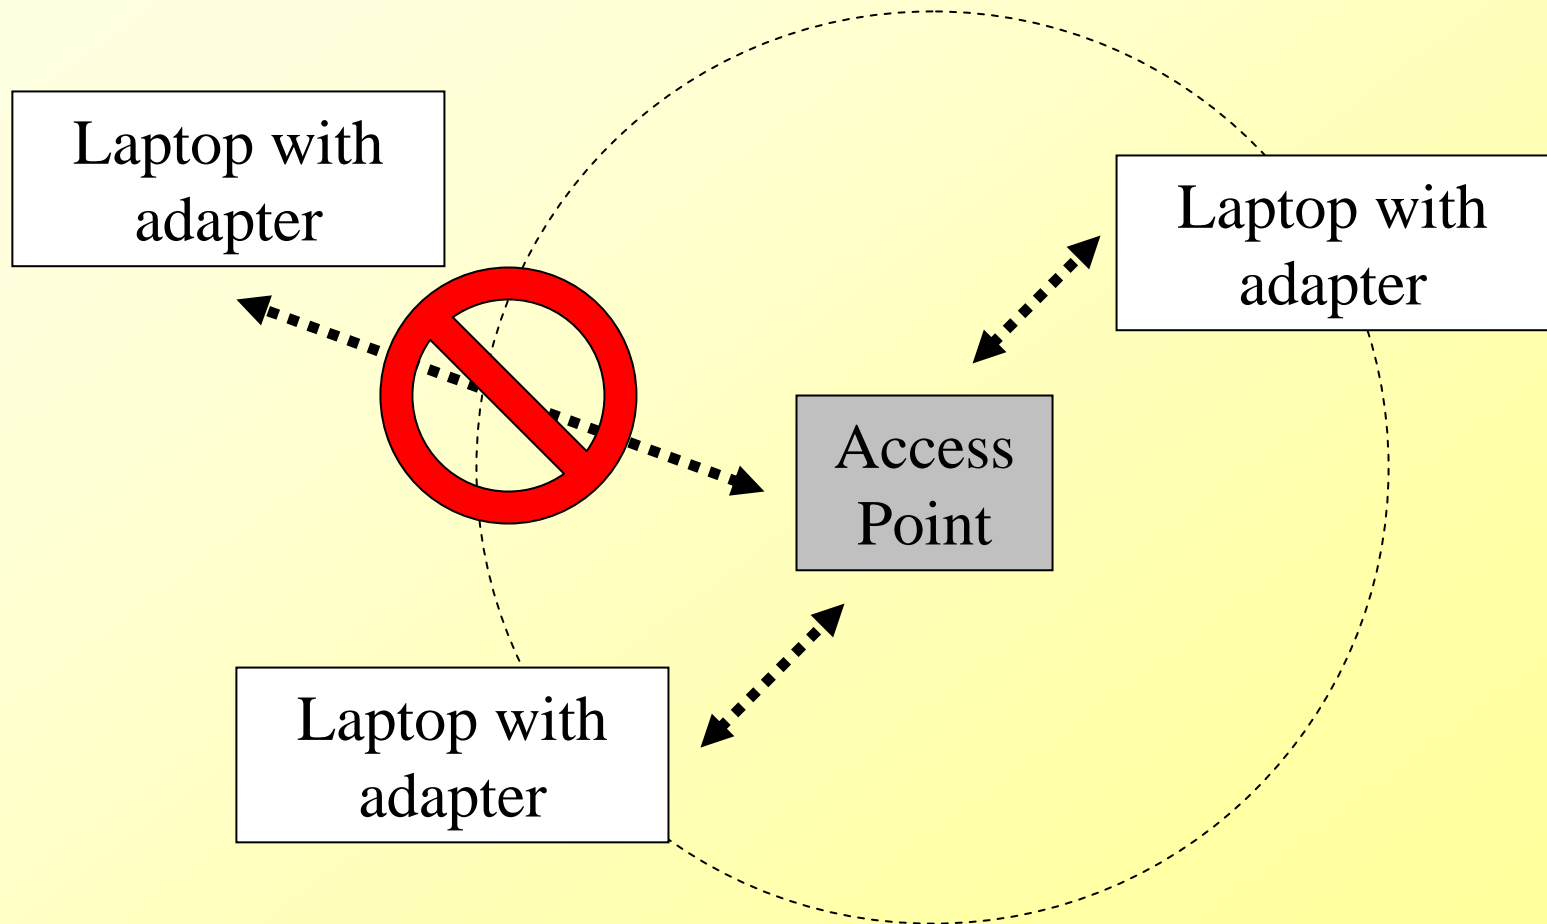 Laptop with
adapter
Laptop with
adapter
Access
Point
Laptop with
adapter